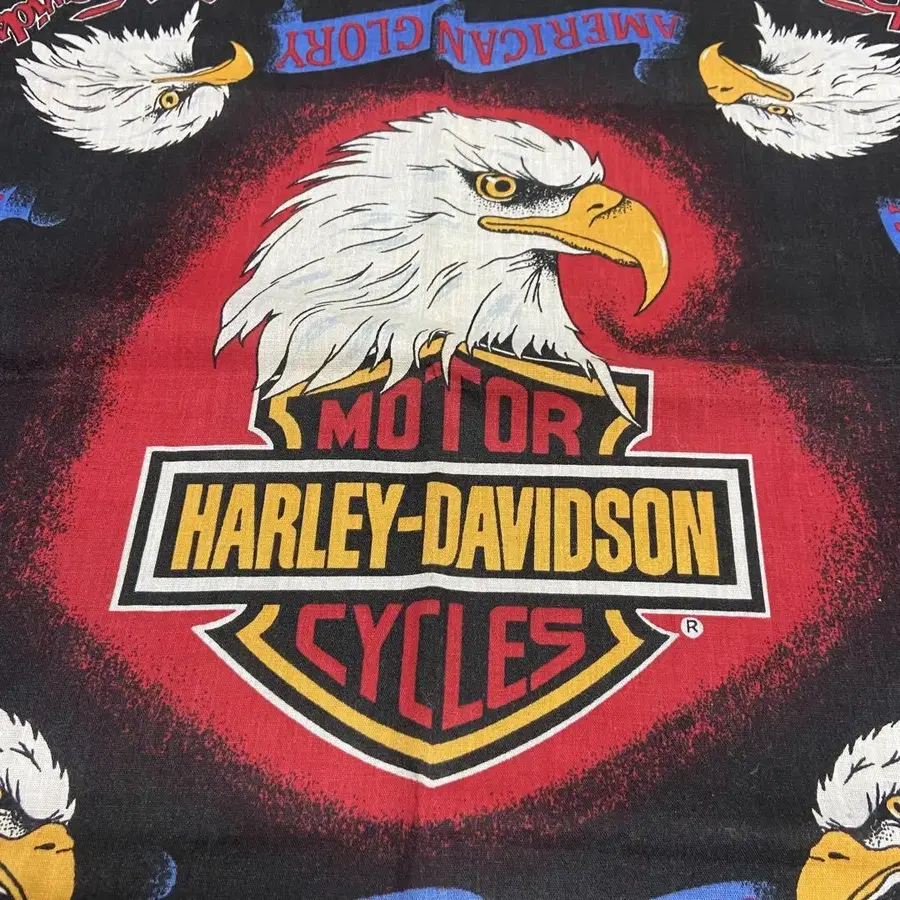 AMERICAN GLORY
MOTOR
HARLEY-DAVIDSON
CYCLES
®